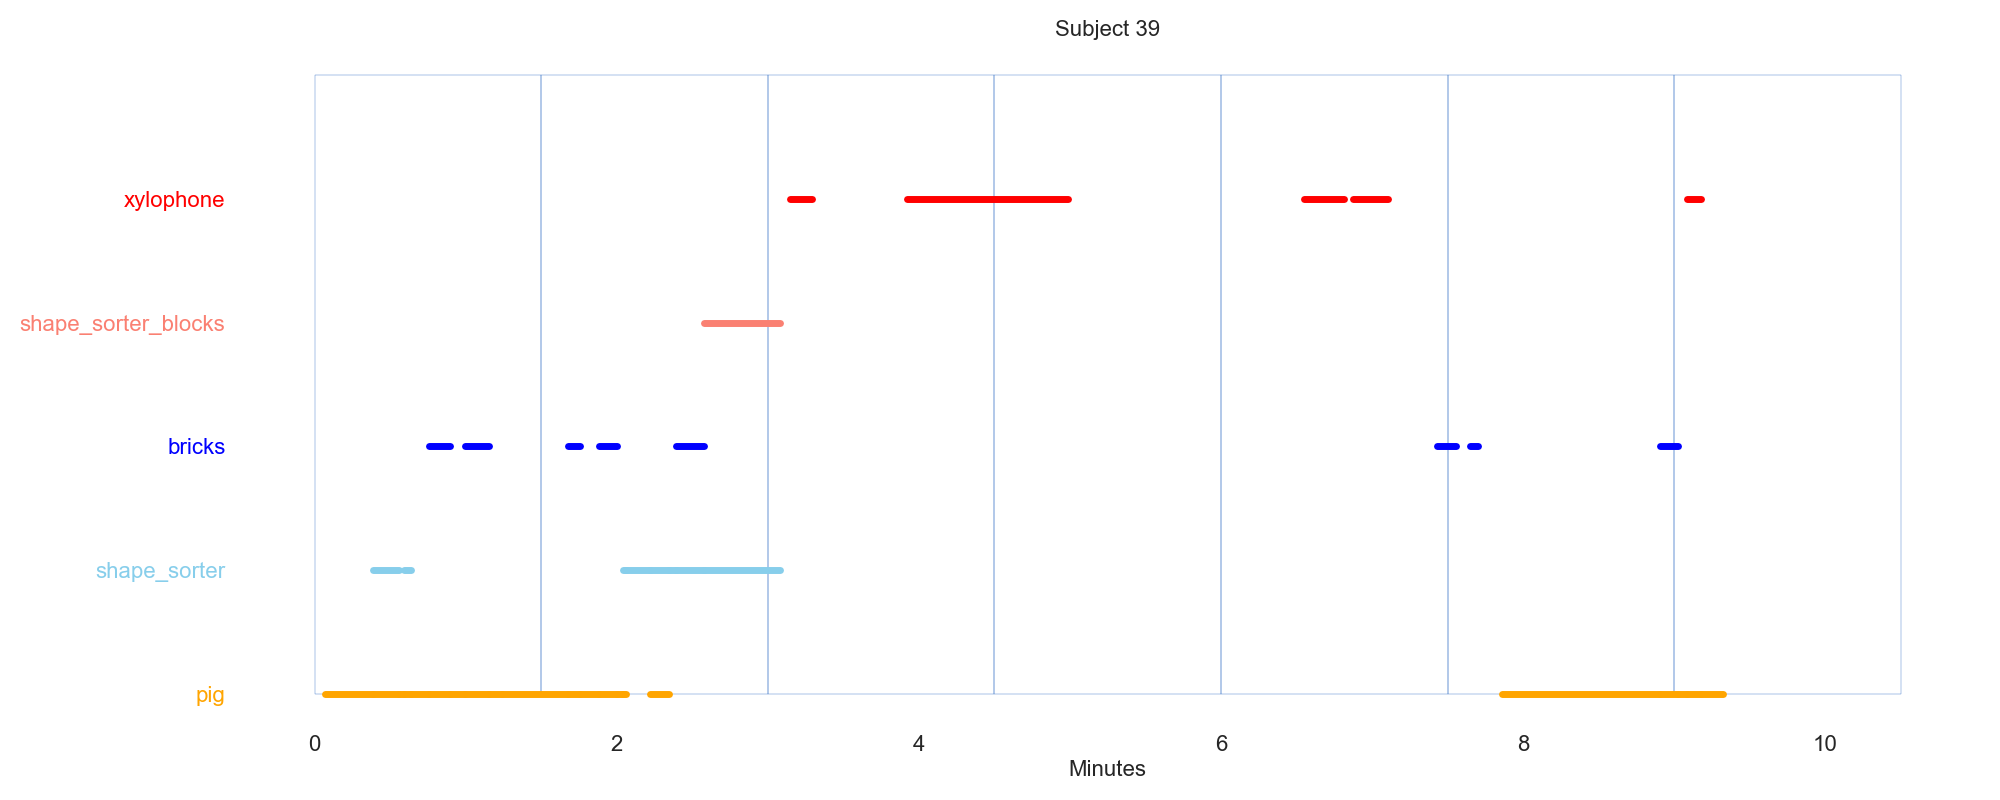 Subject 39
xylophone
shape_sorter_blocks
bricks
shape_sorter
pig
0 2 4 6 8 10
Minutes